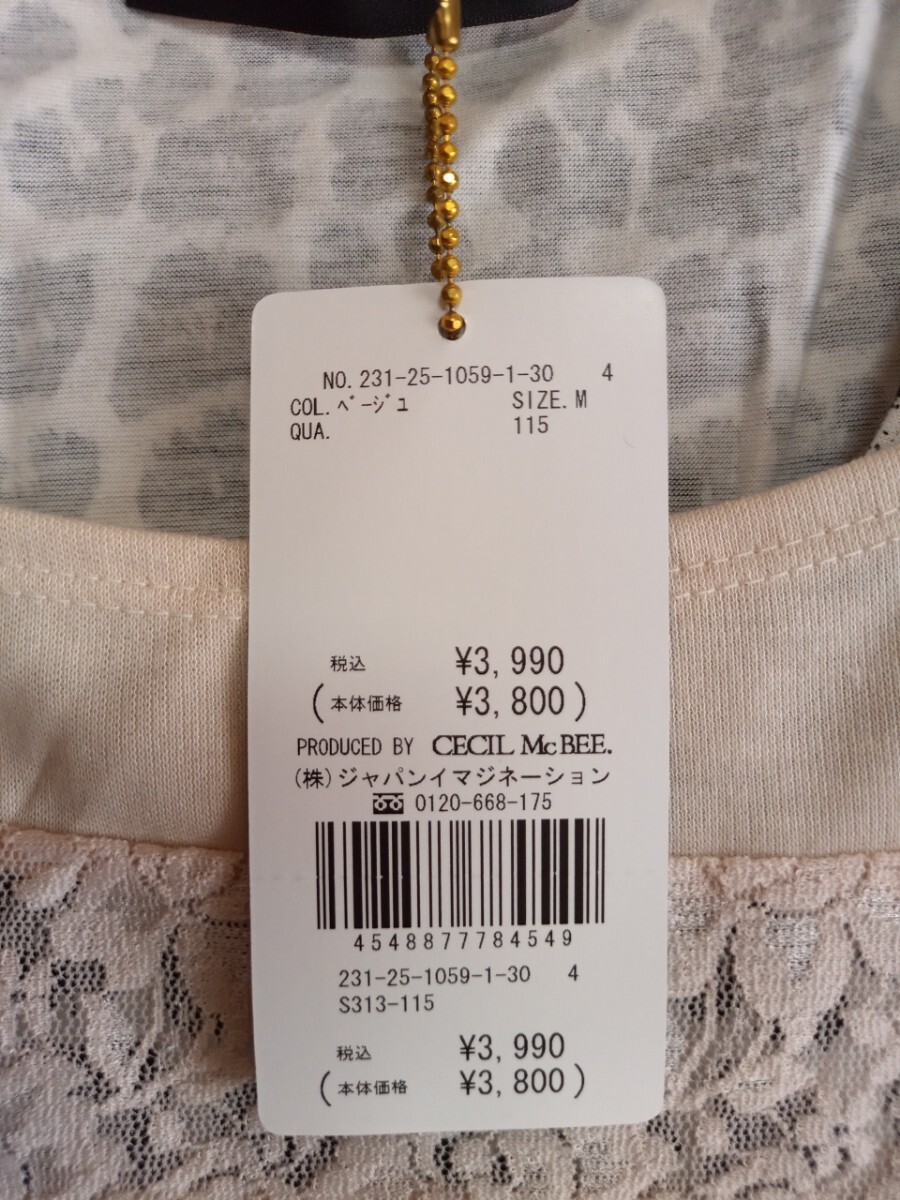 NO. 231-25-1059-1-30 4
COL. ﾍﾞｰｼﾞｭ SIZE. M
QUA. 115
税込 ¥3,990
(本体価格 ¥3,800)
PRODUCED BY CECIL McBEE.
(株)ジャパンイマジネーション
0120-668-175
4548877784549
231-25-1059-1-30 4
S313-115
税込 ¥3,990
(本体価格 ¥3,800)